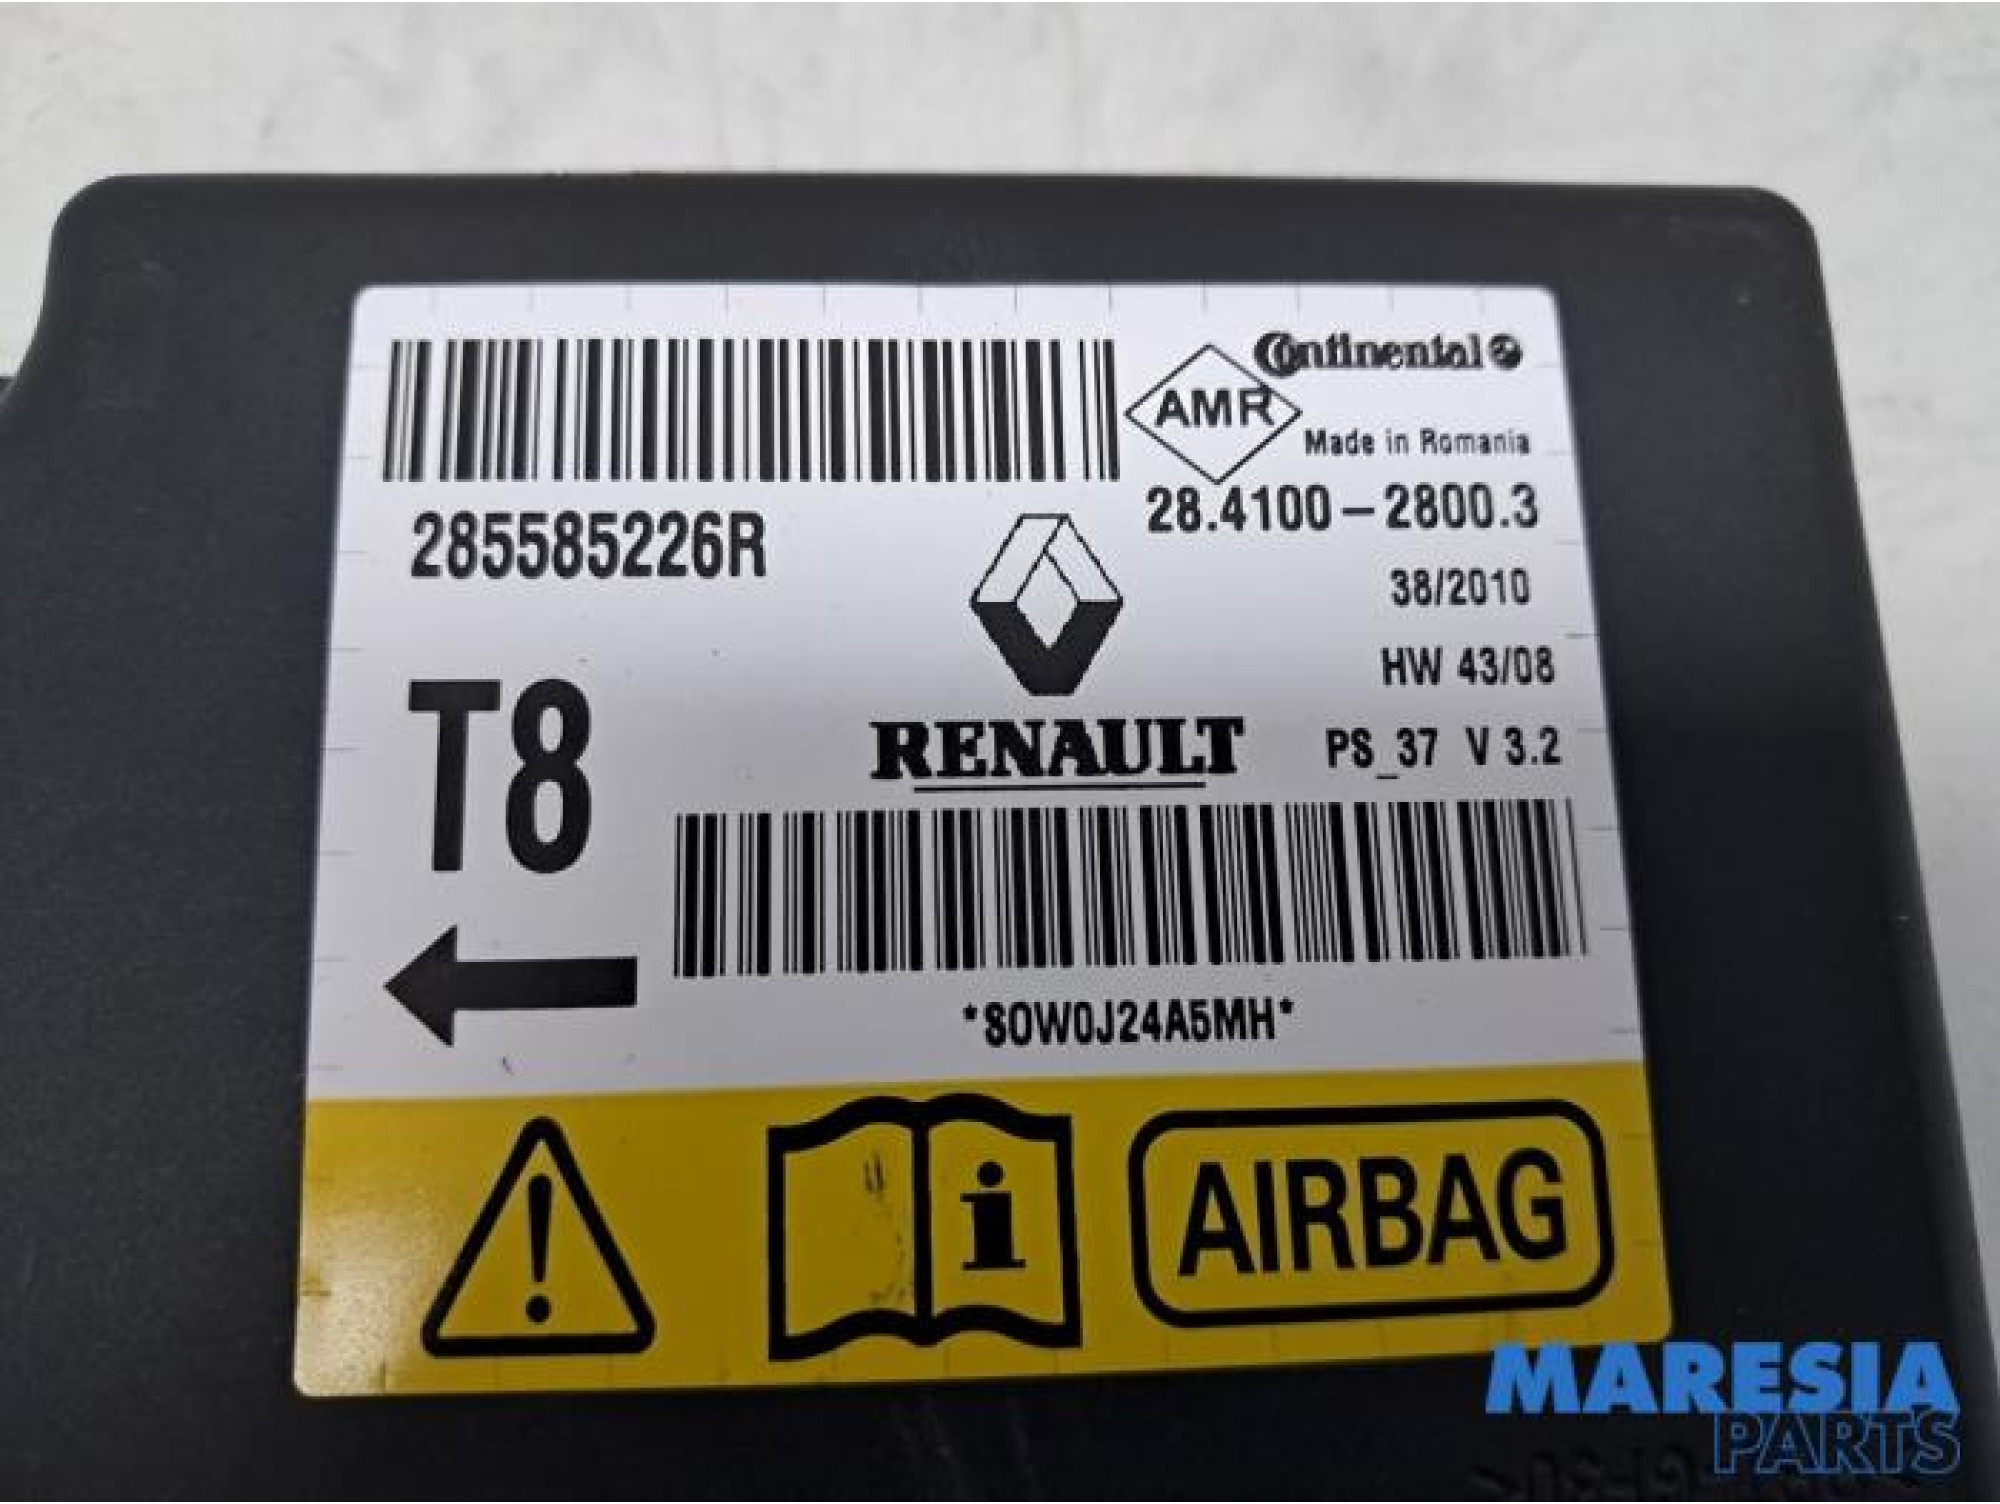 Continental
AMR
Made in Romania
285585226R
28.4100-2800.3
38/2010
HW 43/08
T8
RENAULT
PS_37 V 3.2
*S0W0J24A5MH*
i
AIRBAG
MARESIA
PARTS